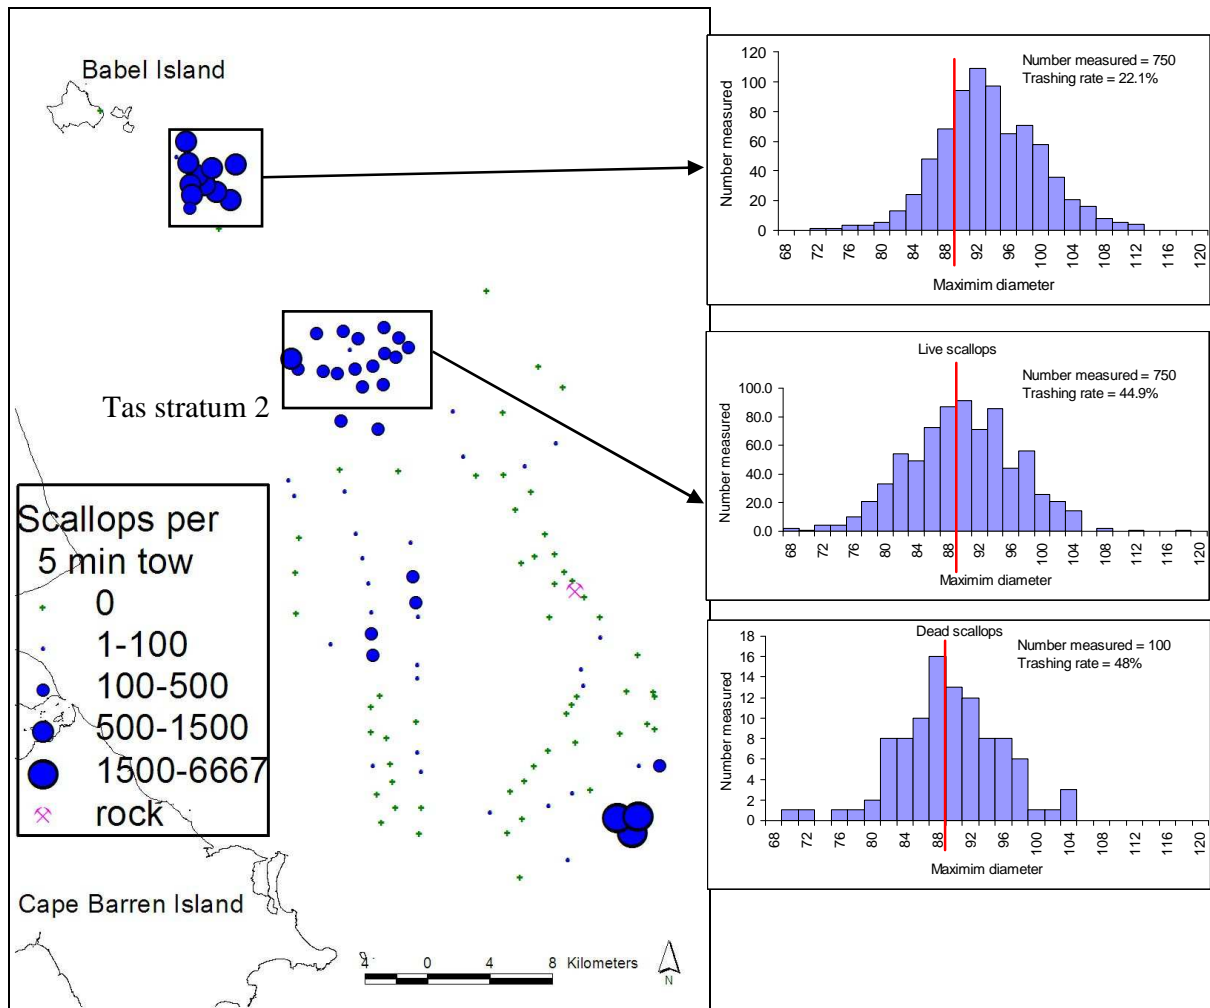 Babel Island
Tas stratum 2
Scallops per
5 min tow
0
1-100
100-500
500-1500
1500-6667
rock
Cape Barren Island
4 0 4 8 Kilometers
N
Number measured = 750
Trashing rate = 22.1%
Number measured
120
100
80
60
40
20
0
68 72 76 80 84 88 92 96 100 104 108 112 116 120
Maximim diameter
Live scallops
Number measured = 750
Trashing rate = 44.9%
Number measured
100.0
80.0
60.0
40.0
20.0
0.0
68 72 76 80 84 88 92 96 100 104 108 112 116 120
Maximim diameter
Dead scallops
Number measured = 100
Trashing rate = 48%
Number measured
18
16
14
12
10
8
6
4
2
0
68 72 76 80 84 88 92 96 100 104 108 112 116 120
Maximim diameter